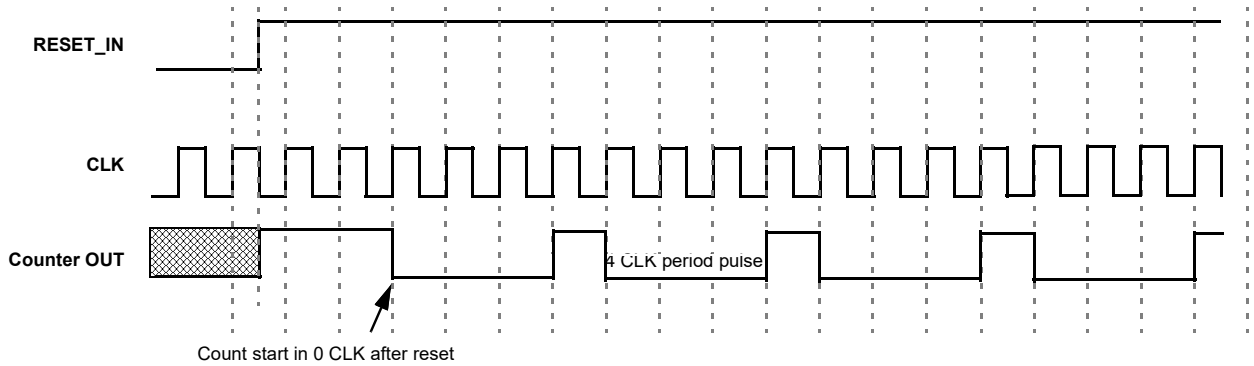 RESET_IN
CLK
Counter OUT
4 CLK period pulse
Count start in 0 CLK after reset